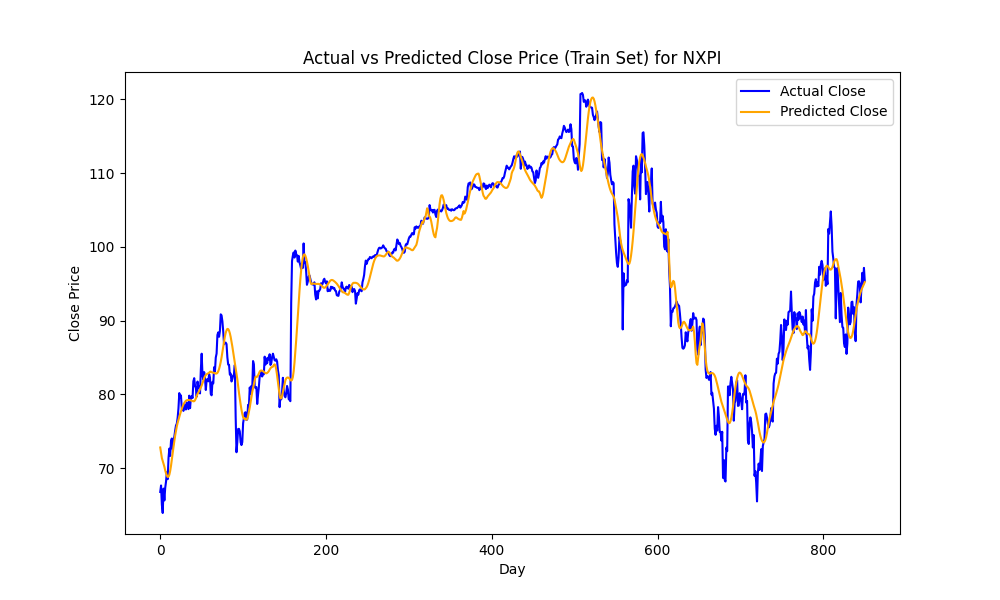 Actual vs Predicted Close Price (Train Set) for NXPI
Actual Close
Predicted Close
120
110
100
90
80
70
Close Price
0 200 400 600 800
Day